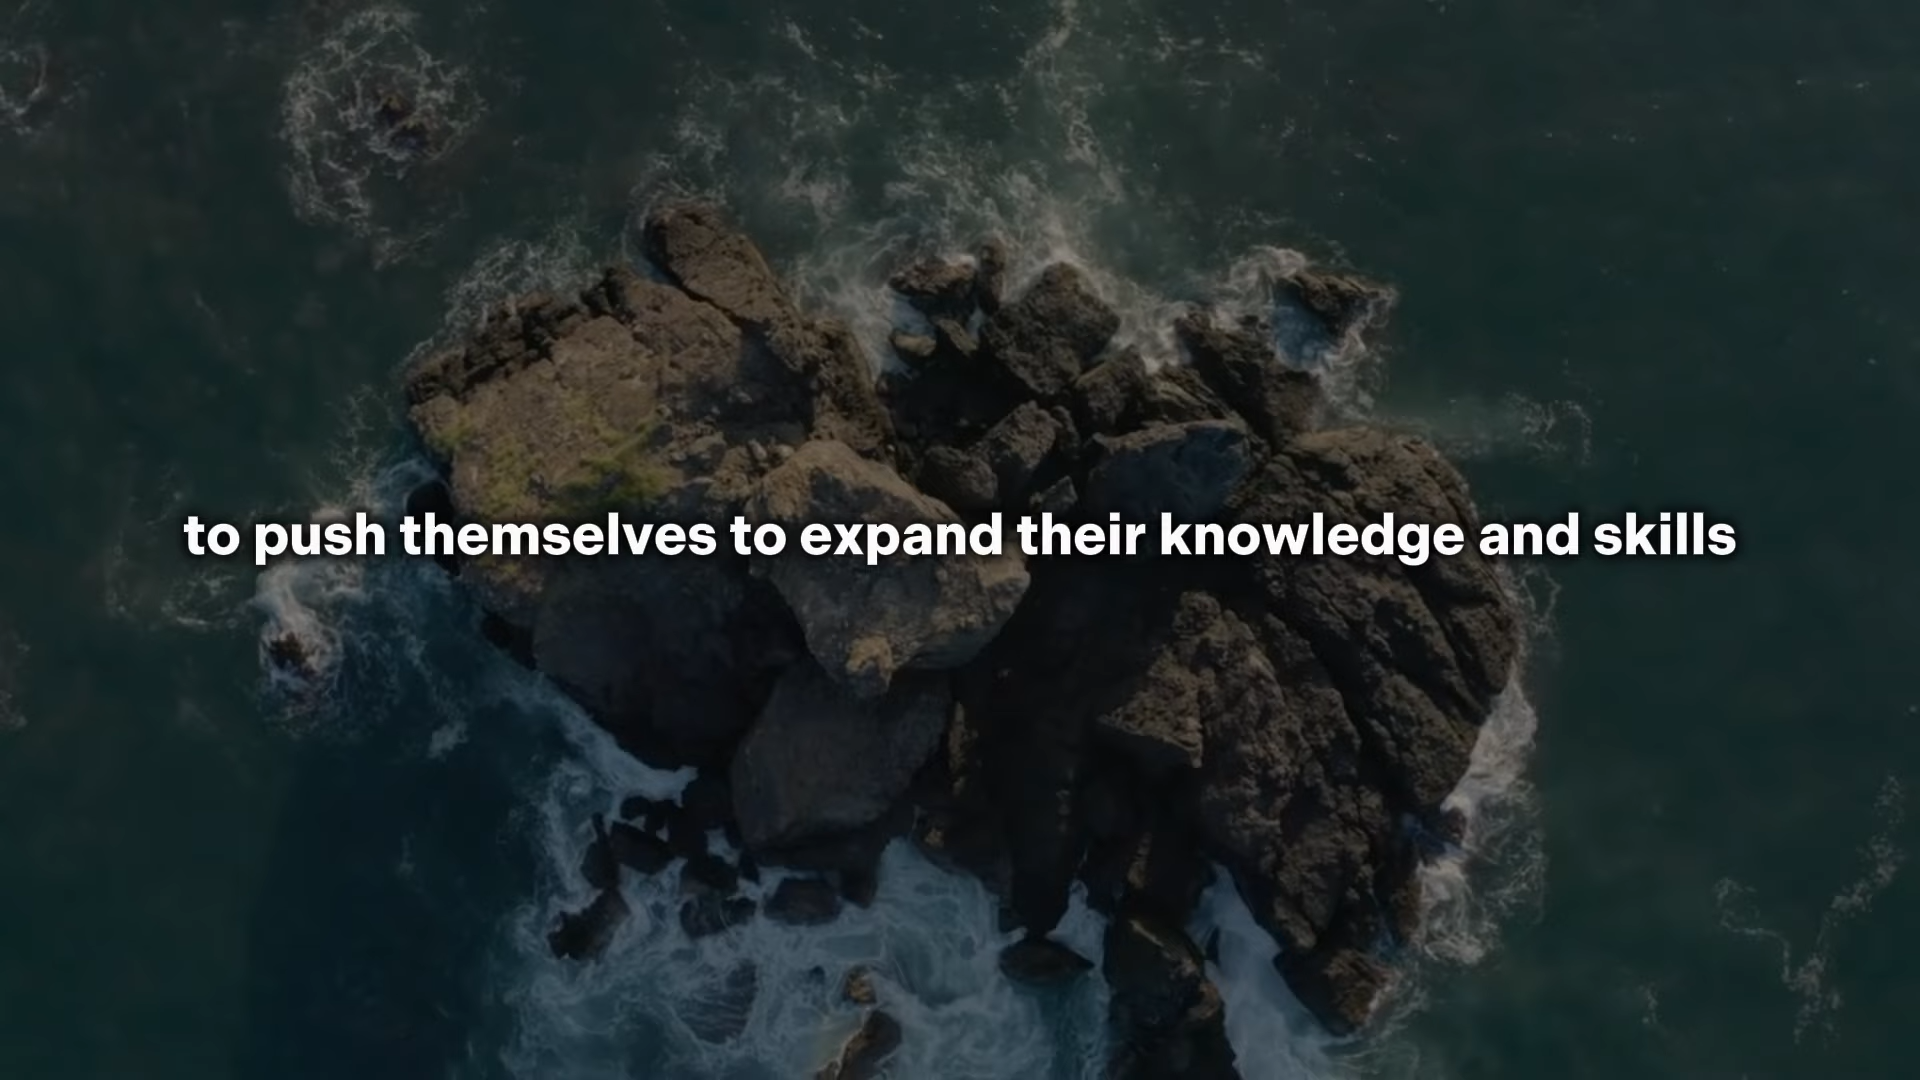 to push themselves to expand their knowledge and skills